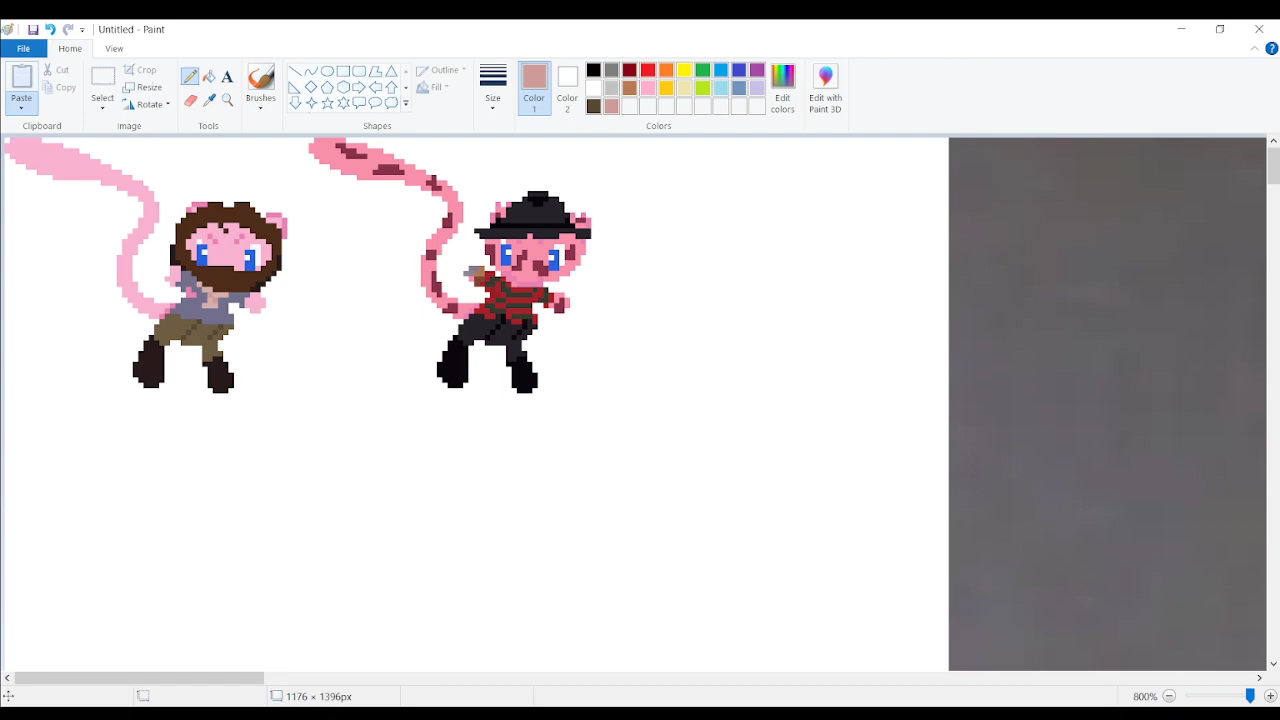 Untitled - Paint
File Home View
Paste
Cut
Copy
Clipboard
Select
Crop
Resize
Rotate
Image
Tools
Brushes
Shapes
Outline
Fill
Size
Color 1
Color 2
Colors
Edit colors
Edit with Paint 3D
1176 × 1396px
800%